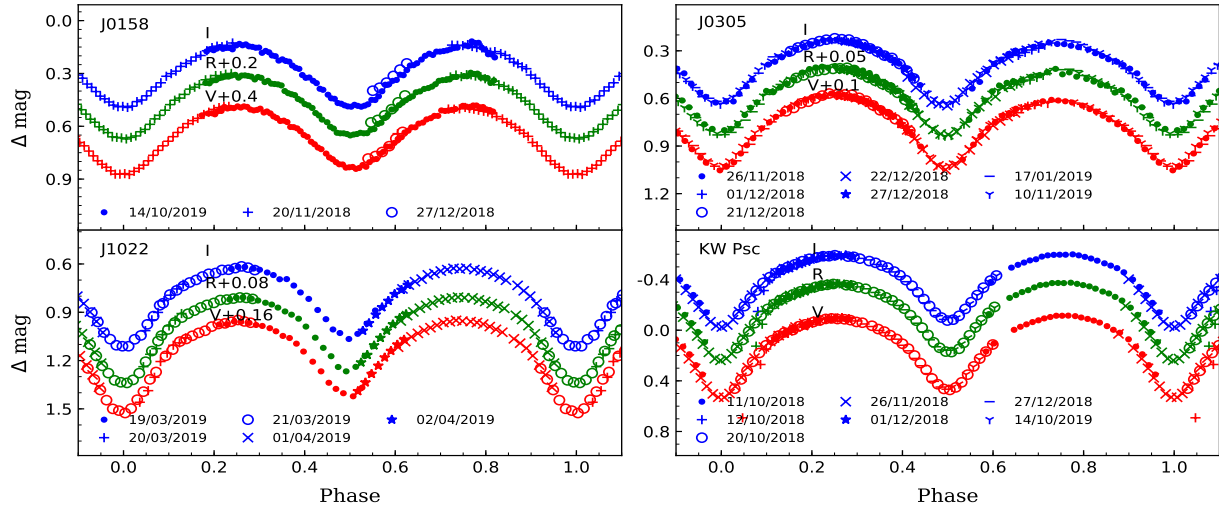 J0158
I
R+0.2
V+0.4
0.0
0.3
0.6
0.9
Δ mag
14/10/2019 20/11/2018 27/12/2018
J0305
I
R+0.05
V+0.1
0.3
0.6
0.9
1.2
26/11/2018 22/12/2018 17/01/2019
01/12/2018 27/12/2018 10/11/2019
21/12/2018
J1022
I
R+0.08
V+0.16
0.6
0.9
1.2
1.5
Δ mag
19/03/2019 21/03/2019 02/04/2019
20/03/2019 01/04/2019
0.0 0.2 0.4 0.6 0.8 1.0
Phase
KW Psc
I
R
V
-0.4
0.0
0.4
0.8
11/10/2018 26/11/2018 27/12/2018
12/10/2018 01/12/2018 14/10/2019
20/10/2018
0.0 0.2 0.4 0.6 0.8 1.0
Phase